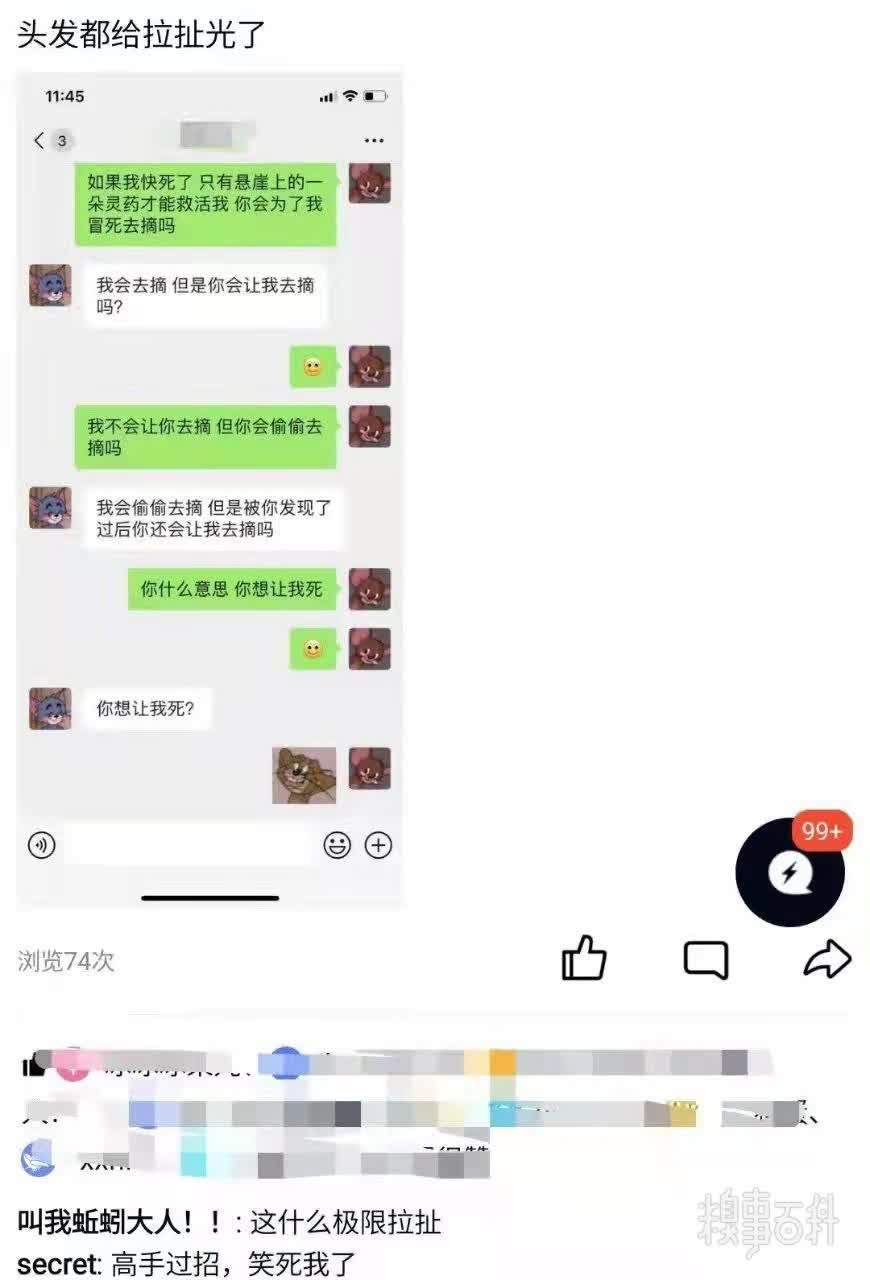 头发都给拉扯光了
11:45
3
如果我快死了 只有悬崖上的一
朵灵药才能救活我 你会为了我
冒死去摘吗
我会去摘 但是你会让我去摘
吗?
我不会让你去摘 但你会偷偷去
摘吗
我会偷偷去摘 但是被你发现了
过后你还会让我去摘吗
你什么意思 你想让我死
你想让我死?
99+
浏览74次
叫我蚯蚓大人！！: 这什么极限拉扯
secret: 高手过招，笑死我了
糗事百科